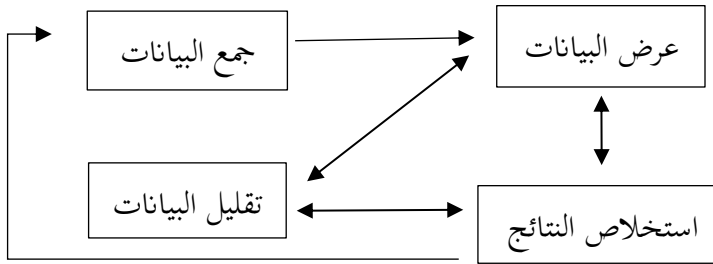 جمع البيانات
عرض البيانات
تقليل البيانات
استخلاص النتائج